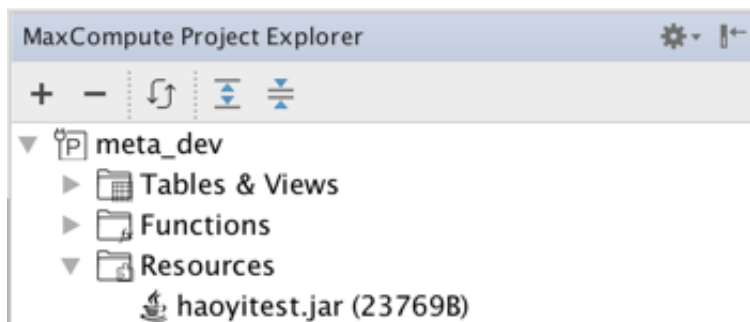 MaxCompute Project Explorer
meta_dev
Tables & Views
Functions
Resources
haoyitest.jar (23769B)